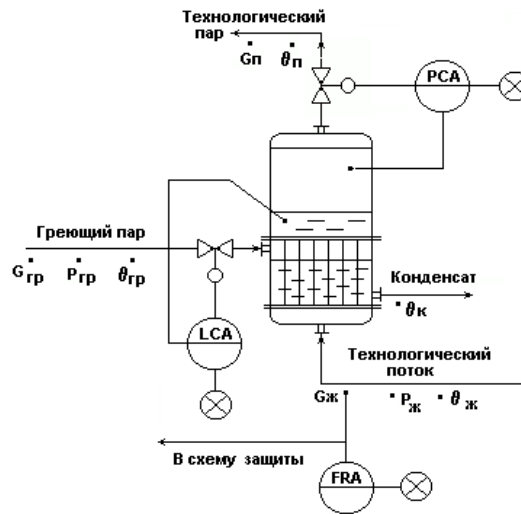 Технологический
пар
Gп θп
PCA
Греющий пар
Gгр Pгр θгр
Конденсат
θк
LCA
Технологический
поток
Gж Pж θж
В схему защиты
FRA